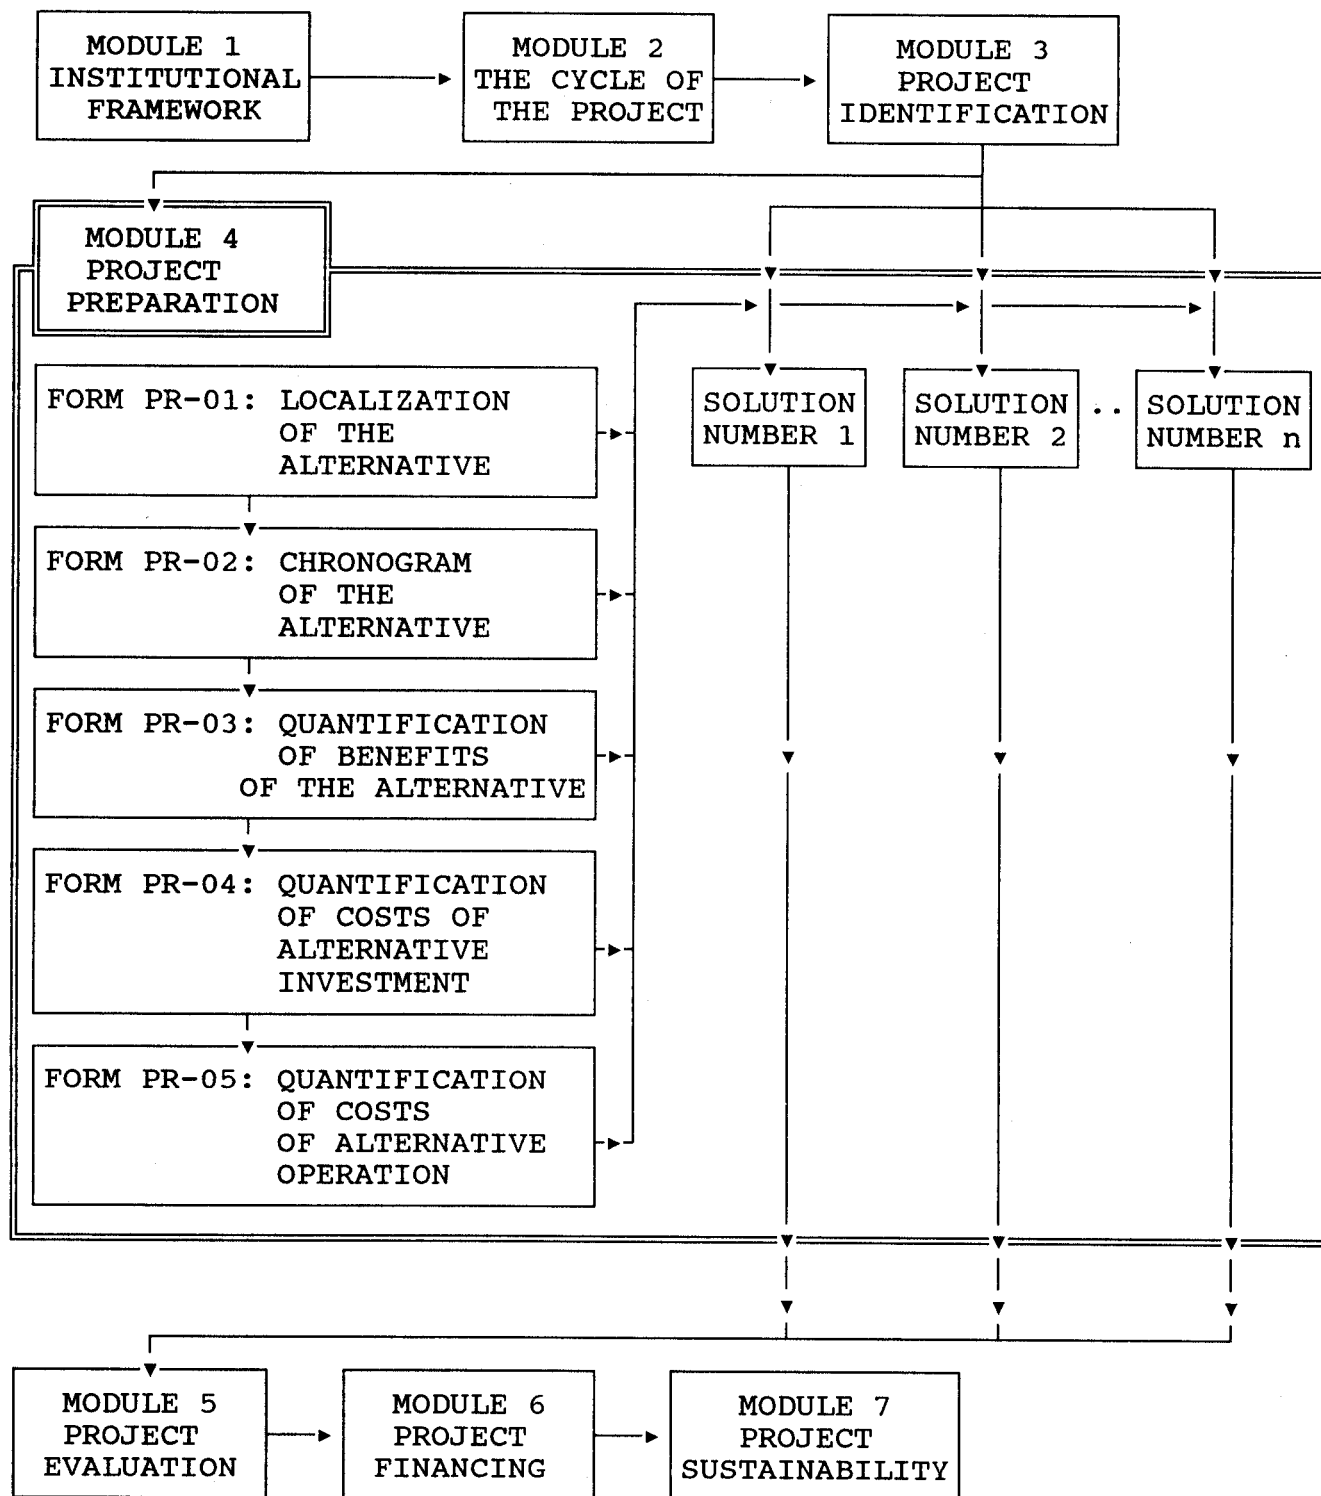 MODULE 1
INSTITUTIONAL
FRAMEWORK
MODULE 2
THE CYCLE OF
THE PROJECT
MODULE 3
PROJECT
IDENTIFICATION
MODULE 4
PROJECT
PREPARATION
FORM PR-01: LOCALIZATION
OF THE
ALTERNATIVE
FORM PR-02: CHRONOGRAM
OF THE
ALTERNATIVE
FORM PR-03: QUANTIFICATION
OF BENEFITS
OF THE ALTERNATIVE
FORM PR-04: QUANTIFICATION
OF COSTS OF
ALTERNATIVE
INVESTMENT
FORM PR-05: QUANTIFICATION
OF COSTS
OF ALTERNATIVE
OPERATION
SOLUTION
NUMBER 1
SOLUTION
NUMBER 2
..
SOLUTION
NUMBER n
MODULE 5
PROJECT
EVALUATION
MODULE 6
PROJECT
FINANCING
MODULE 7
PROJECT
SUSTAINABILITY